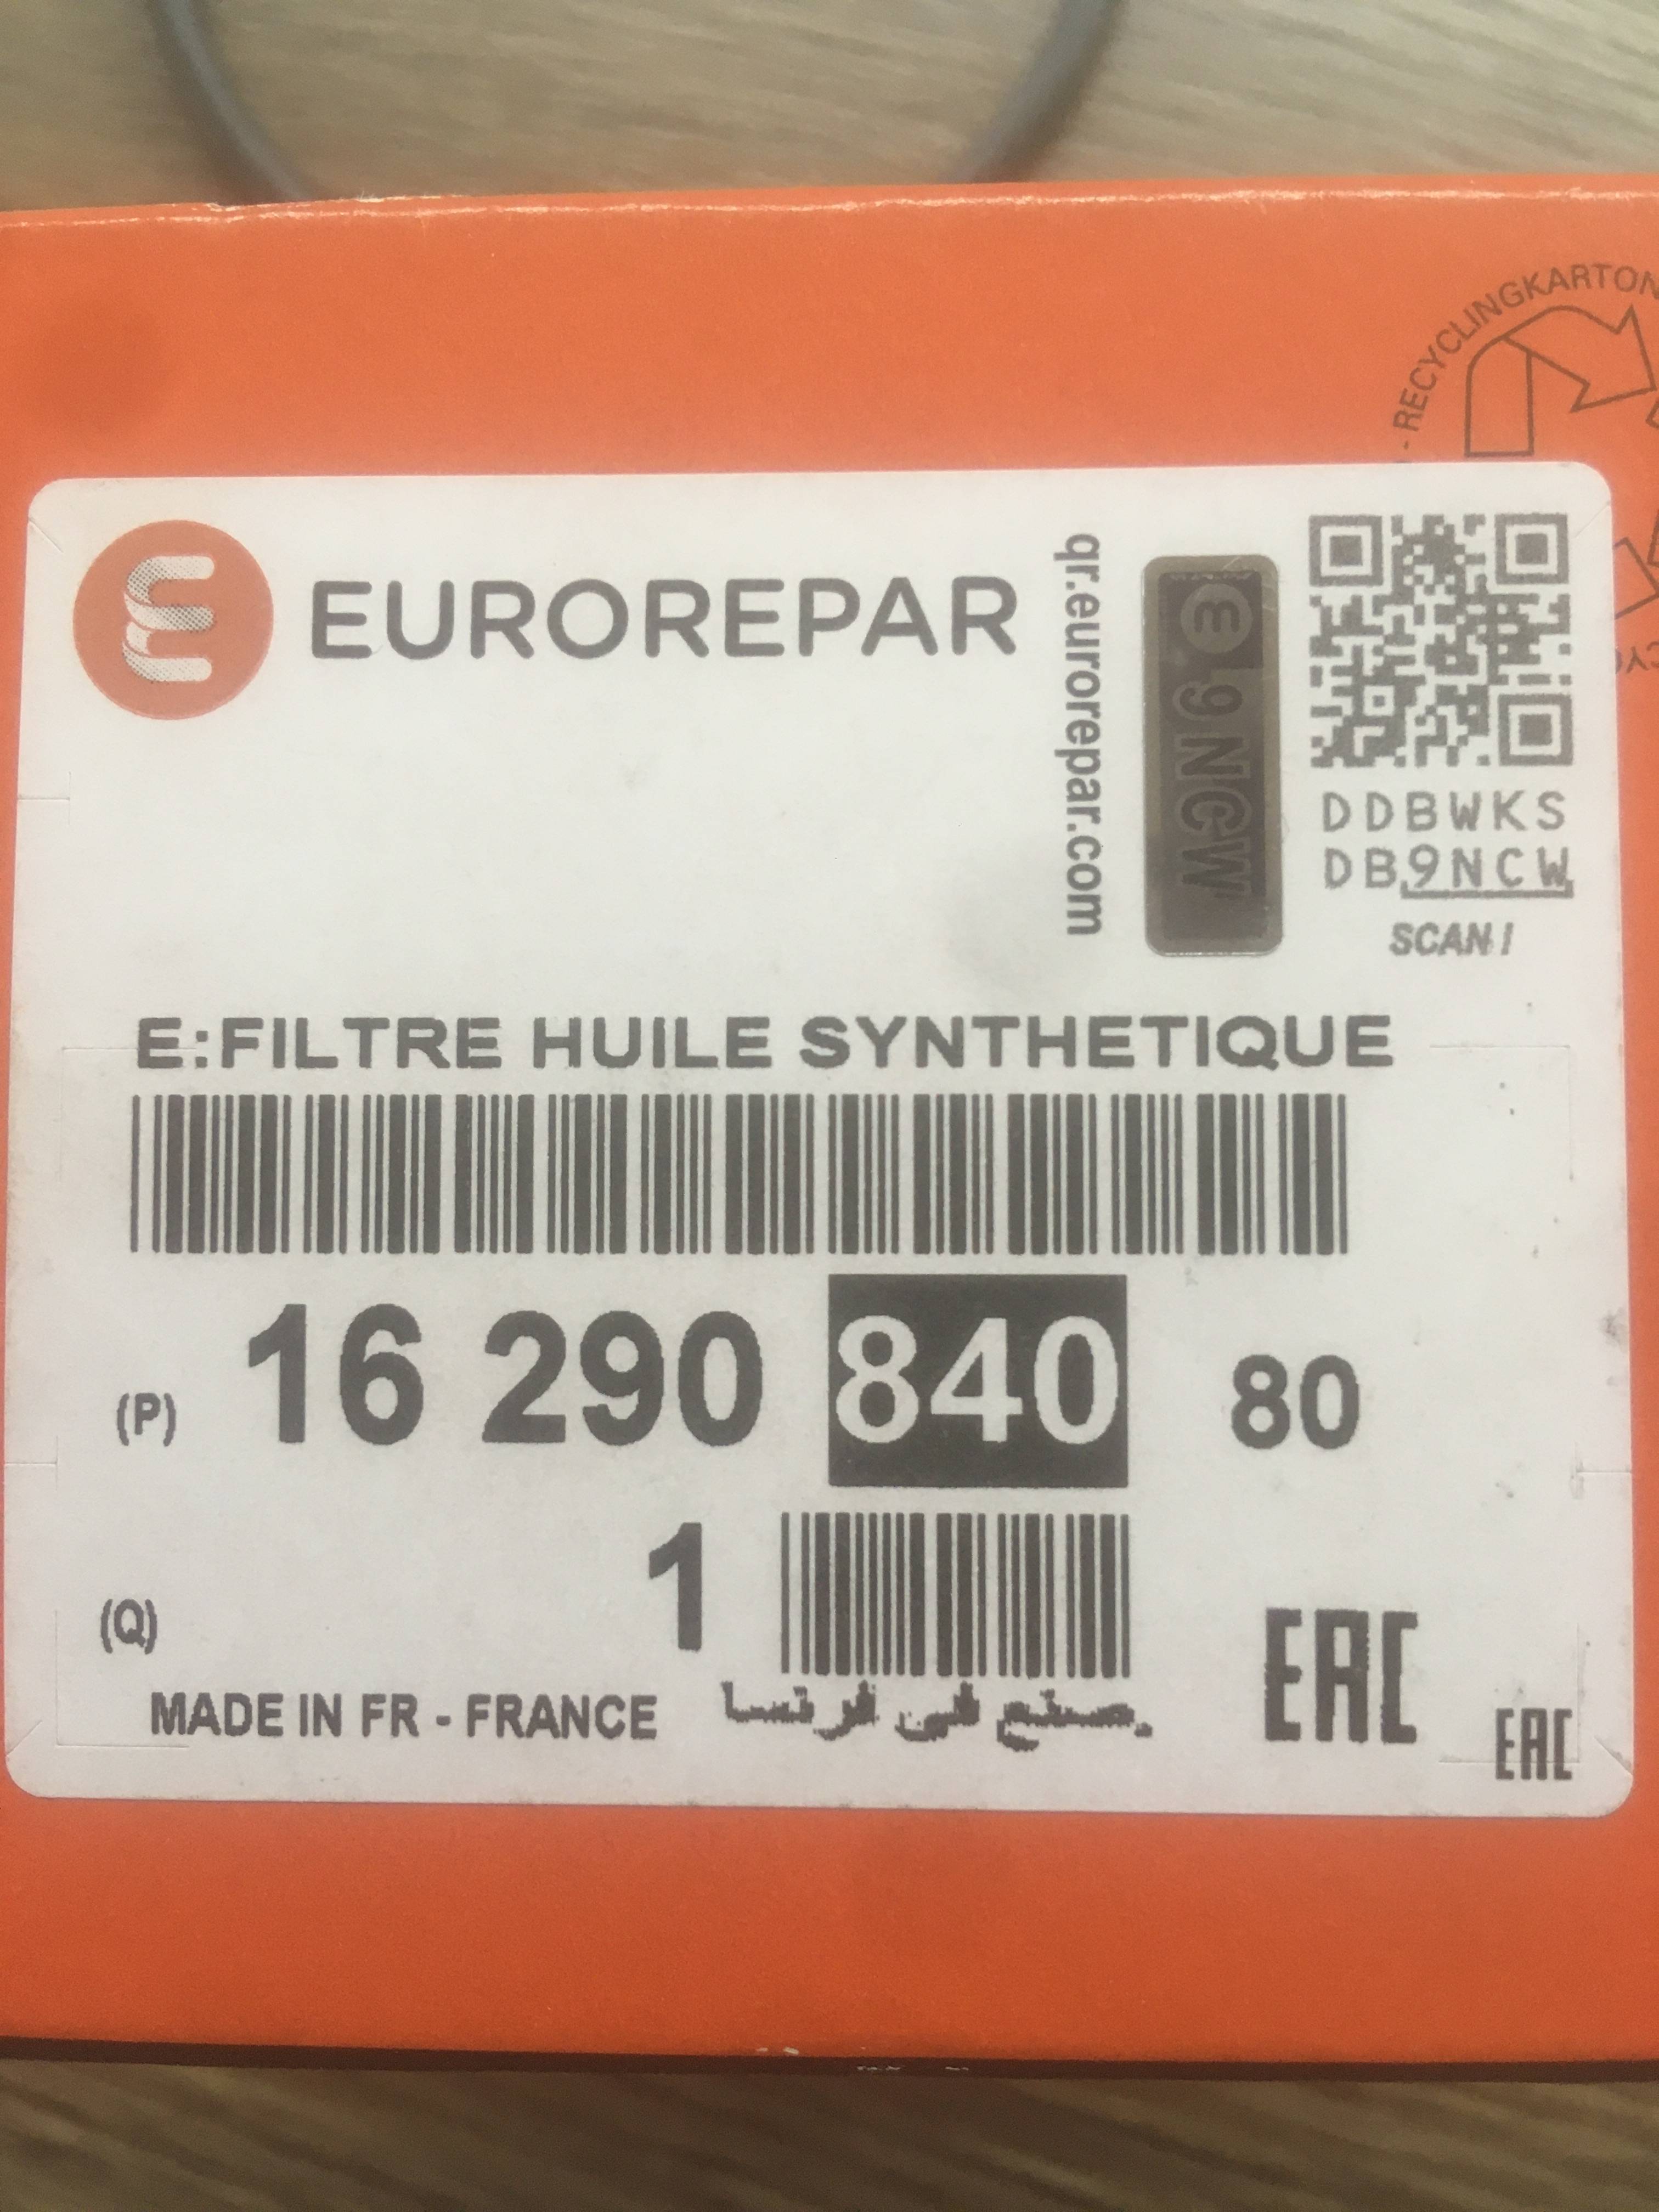 - RECYCLINGKARTON
EUROREPAR
qr.eurorepar.com
9NCW
DDBWKS
DB9NCW
SCAN!
E:FILTRE HUILE SYNTHETIQUE
(P) 16 290 840 80
(Q) 1
MADE IN FR - FRANCE صنع في فرنسا.
EAC
EAC